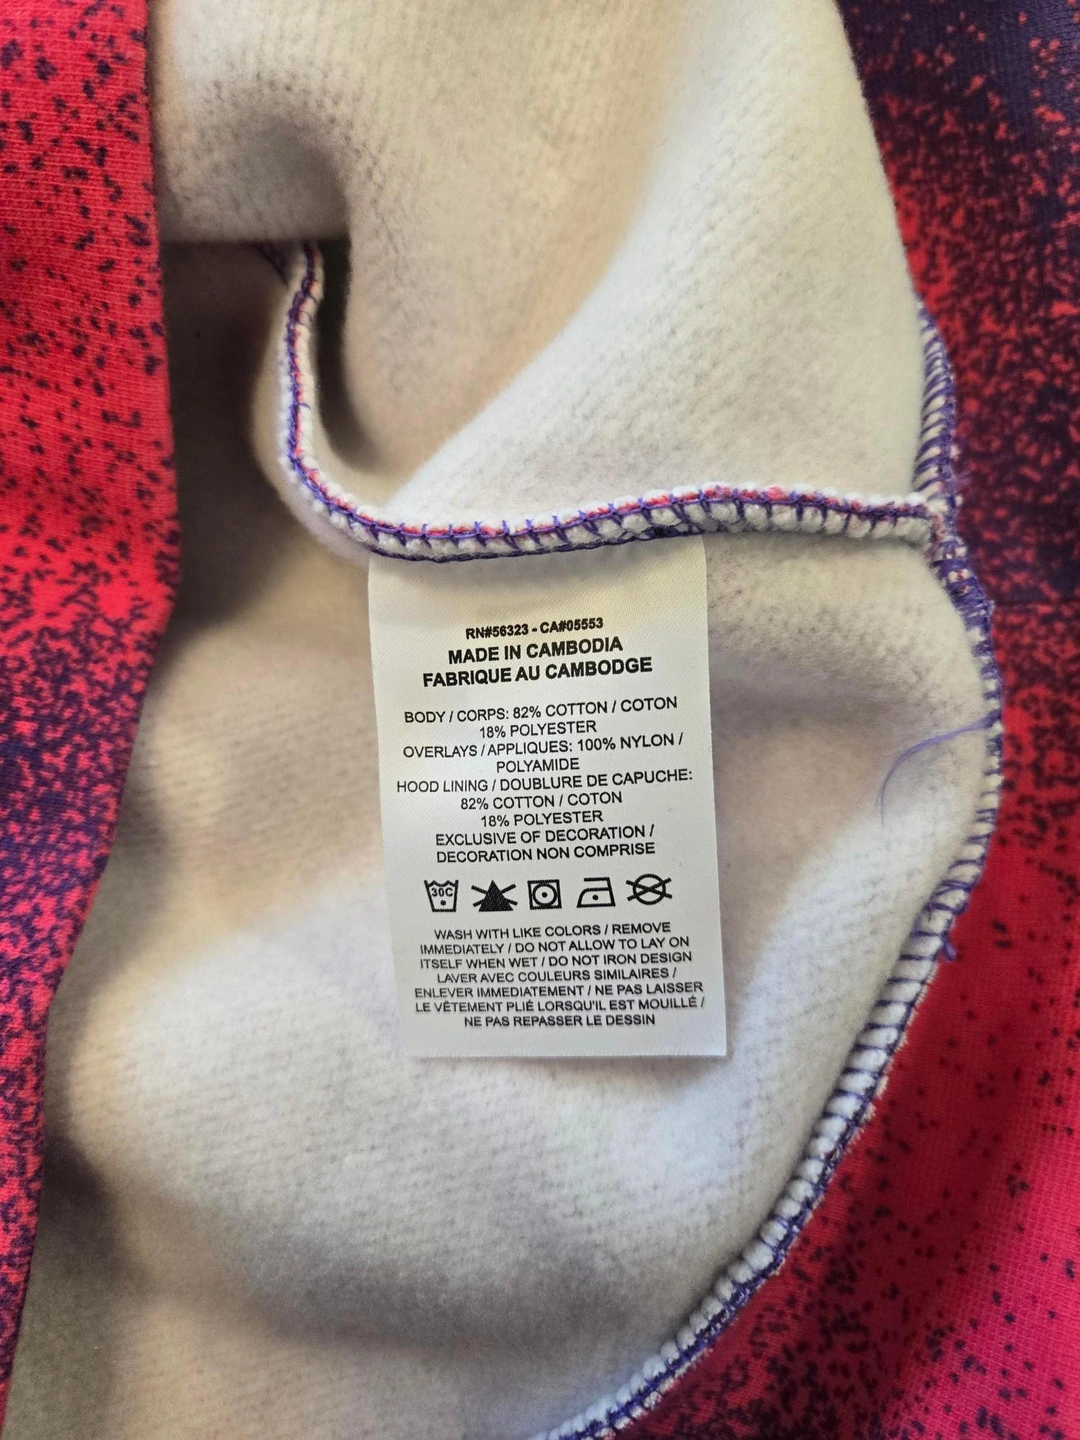 RN#56323 - CA#05553
MADE IN CAMBODIA
FABRIQUE AU CAMBODGE
BODY / CORPS: 82% COTTON / COTON
18% POLYESTER
OVERLAYS / APPLIQUES: 100% NYLON /
POLYAMIDE
HOOD LINING / DOUBLURE DE CAPUCHE:
82% COTTON / COTON
18% POLYESTER
EXCLUSIVE OF DECORATION /
DECORATION NON COMPRISE
30C
WASH WITH LIKE COLORS / REMOVE
IMMEDIATELY / DO NOT ALLOW TO LAY ON
ITSELF WHEN WET / DO NOT IRON DESIGN
LAVER AVEC COULEURS SIMILAIRES /
ENLEVER IMMEDIATEMENT / NE PAS LAISSER
LE VÊTEMENT PLIÉ LORSQU'IL EST MOUILLÉ /
NE PAS REPASSER LE DESSIN